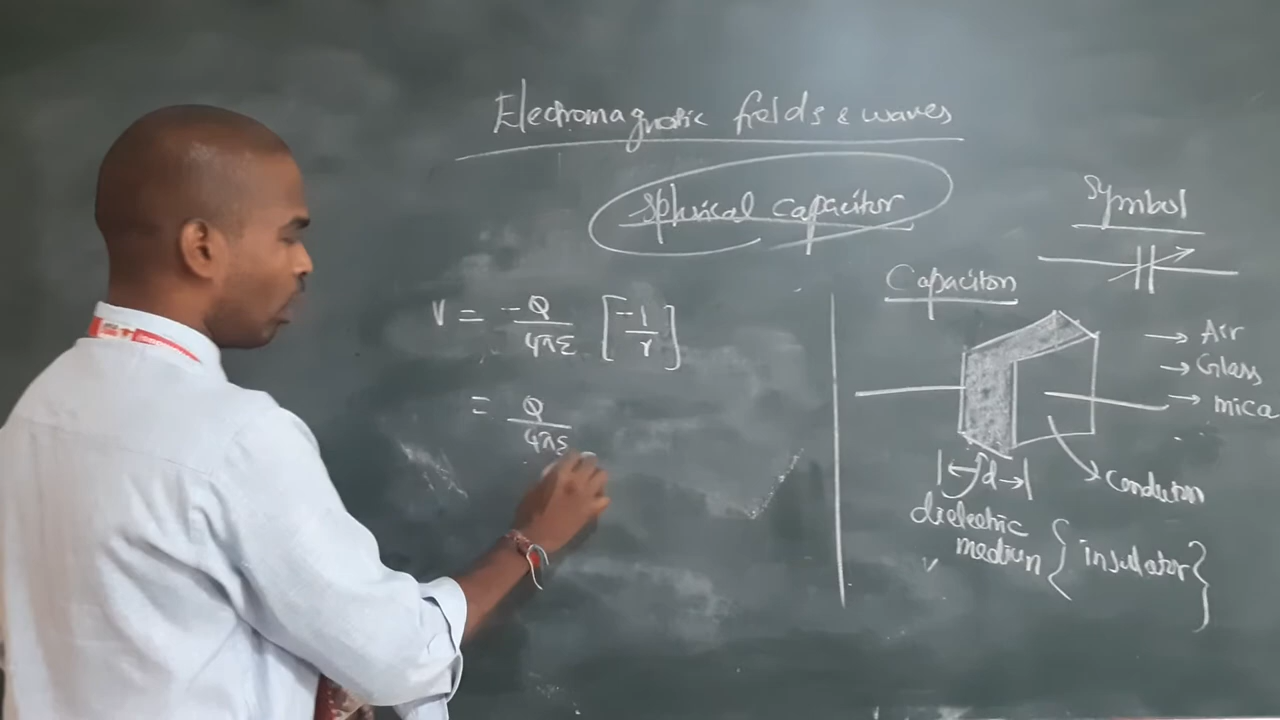 Electromagnetic fields & waves
Spherical capacitor
V = -Q/4πε [-1/r]
= Q/4πε
Symbol
Capacitor
→ Air
→ Glass
→ mica
d
Conductor
dielectric
medium { insulator }